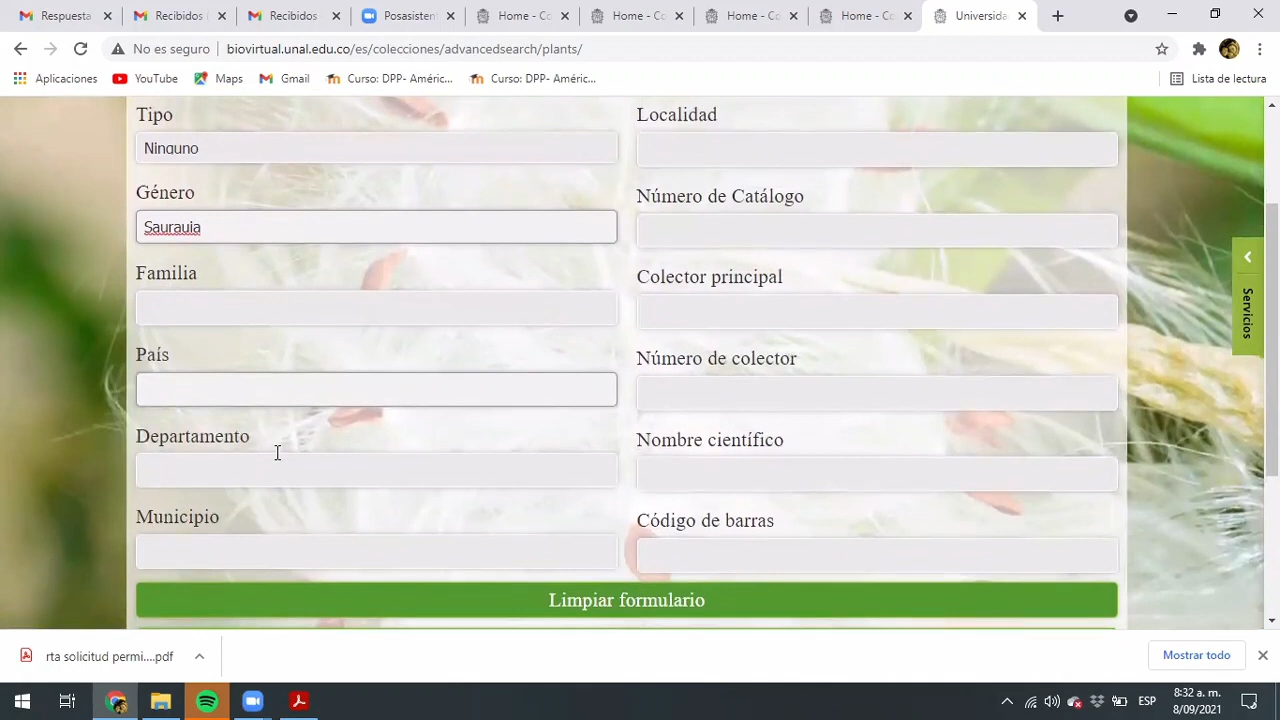 Respuesta
Recibidos
Recibidos
Posasistent
Home - Co
Home - Co
Home - Co
Home - Co
Universida
No es seguro | biovirtual.unal.edu.co/es/colecciones/advancedsearch/plants/
Aplicaciones
YouTube
Maps
Gmail
Curso: DPP- Améric...
Curso: DPP- Améric...
Lista de lectura
Tipo
Ninguno
Localidad
Género
Saurauia
Número de Catálogo
Familia
Colector principal
País
Número de colector
Departamento
Nombre científico
Municipio
Código de barras
Servicios
Limpiar formulario
rta solicitud permi....pdf
Mostrar todo
ESP
8:32 a. m.
8/09/2021